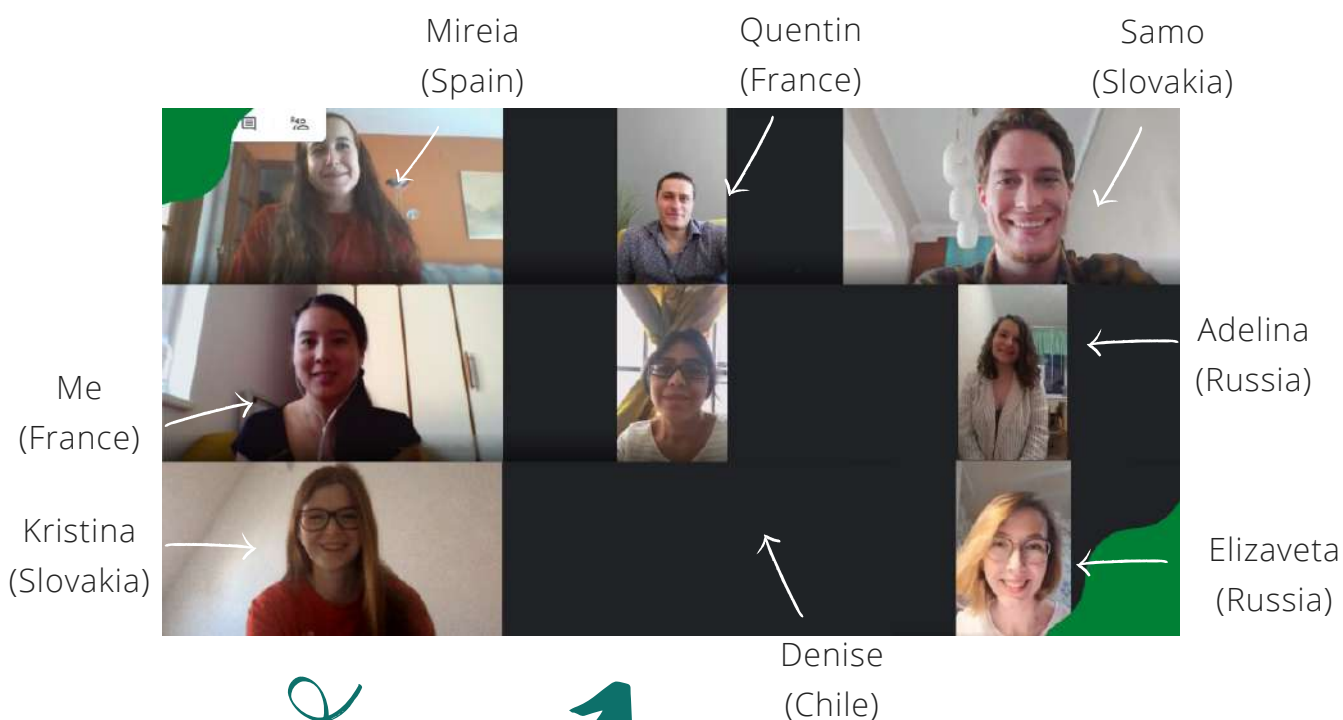 Mireia
(Spain)
Quentin
(France)
Samo
(Slovakia)
Adelina
(Russia)
Me
(France)
Kristina
(Slovakia)
Elizaveta
(Russia)
Denise
(Chile)